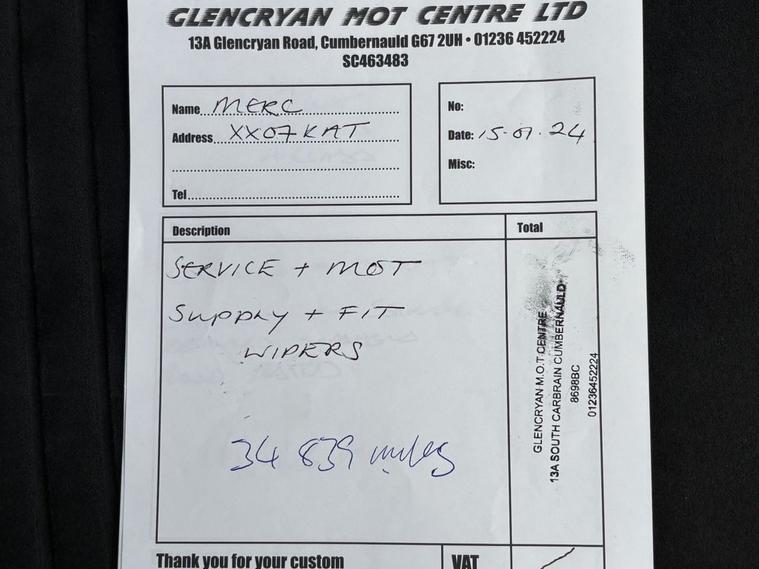 GLENCRYAN MOT CENTRE LTD
13A Glencryan Road, Cumbernauld G67 2UH • 01236 452224
SC463483
Name MERC
Address XX07KAT
Tel
No:
Date: 15-01-24
Misc:
Description
Total
SERVICE + MOT
Supply + FIT
WIPERS
34 839 miles
GLENCRYAN M.O.T CENTRE
13A SOUTH CARBRAIN CUMBERNAULD
8698BC
01236452224
Thank you for your custom
VAT